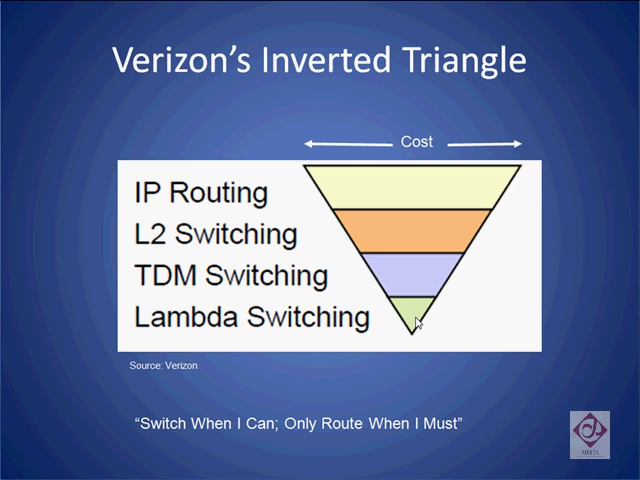 Verizon’s Inverted Triangle
Cost
IP Routing
L2 Switching
TDM Switching
Lambda Switching
Source: Verizon
“Switch When I Can; Only Route When I Must”